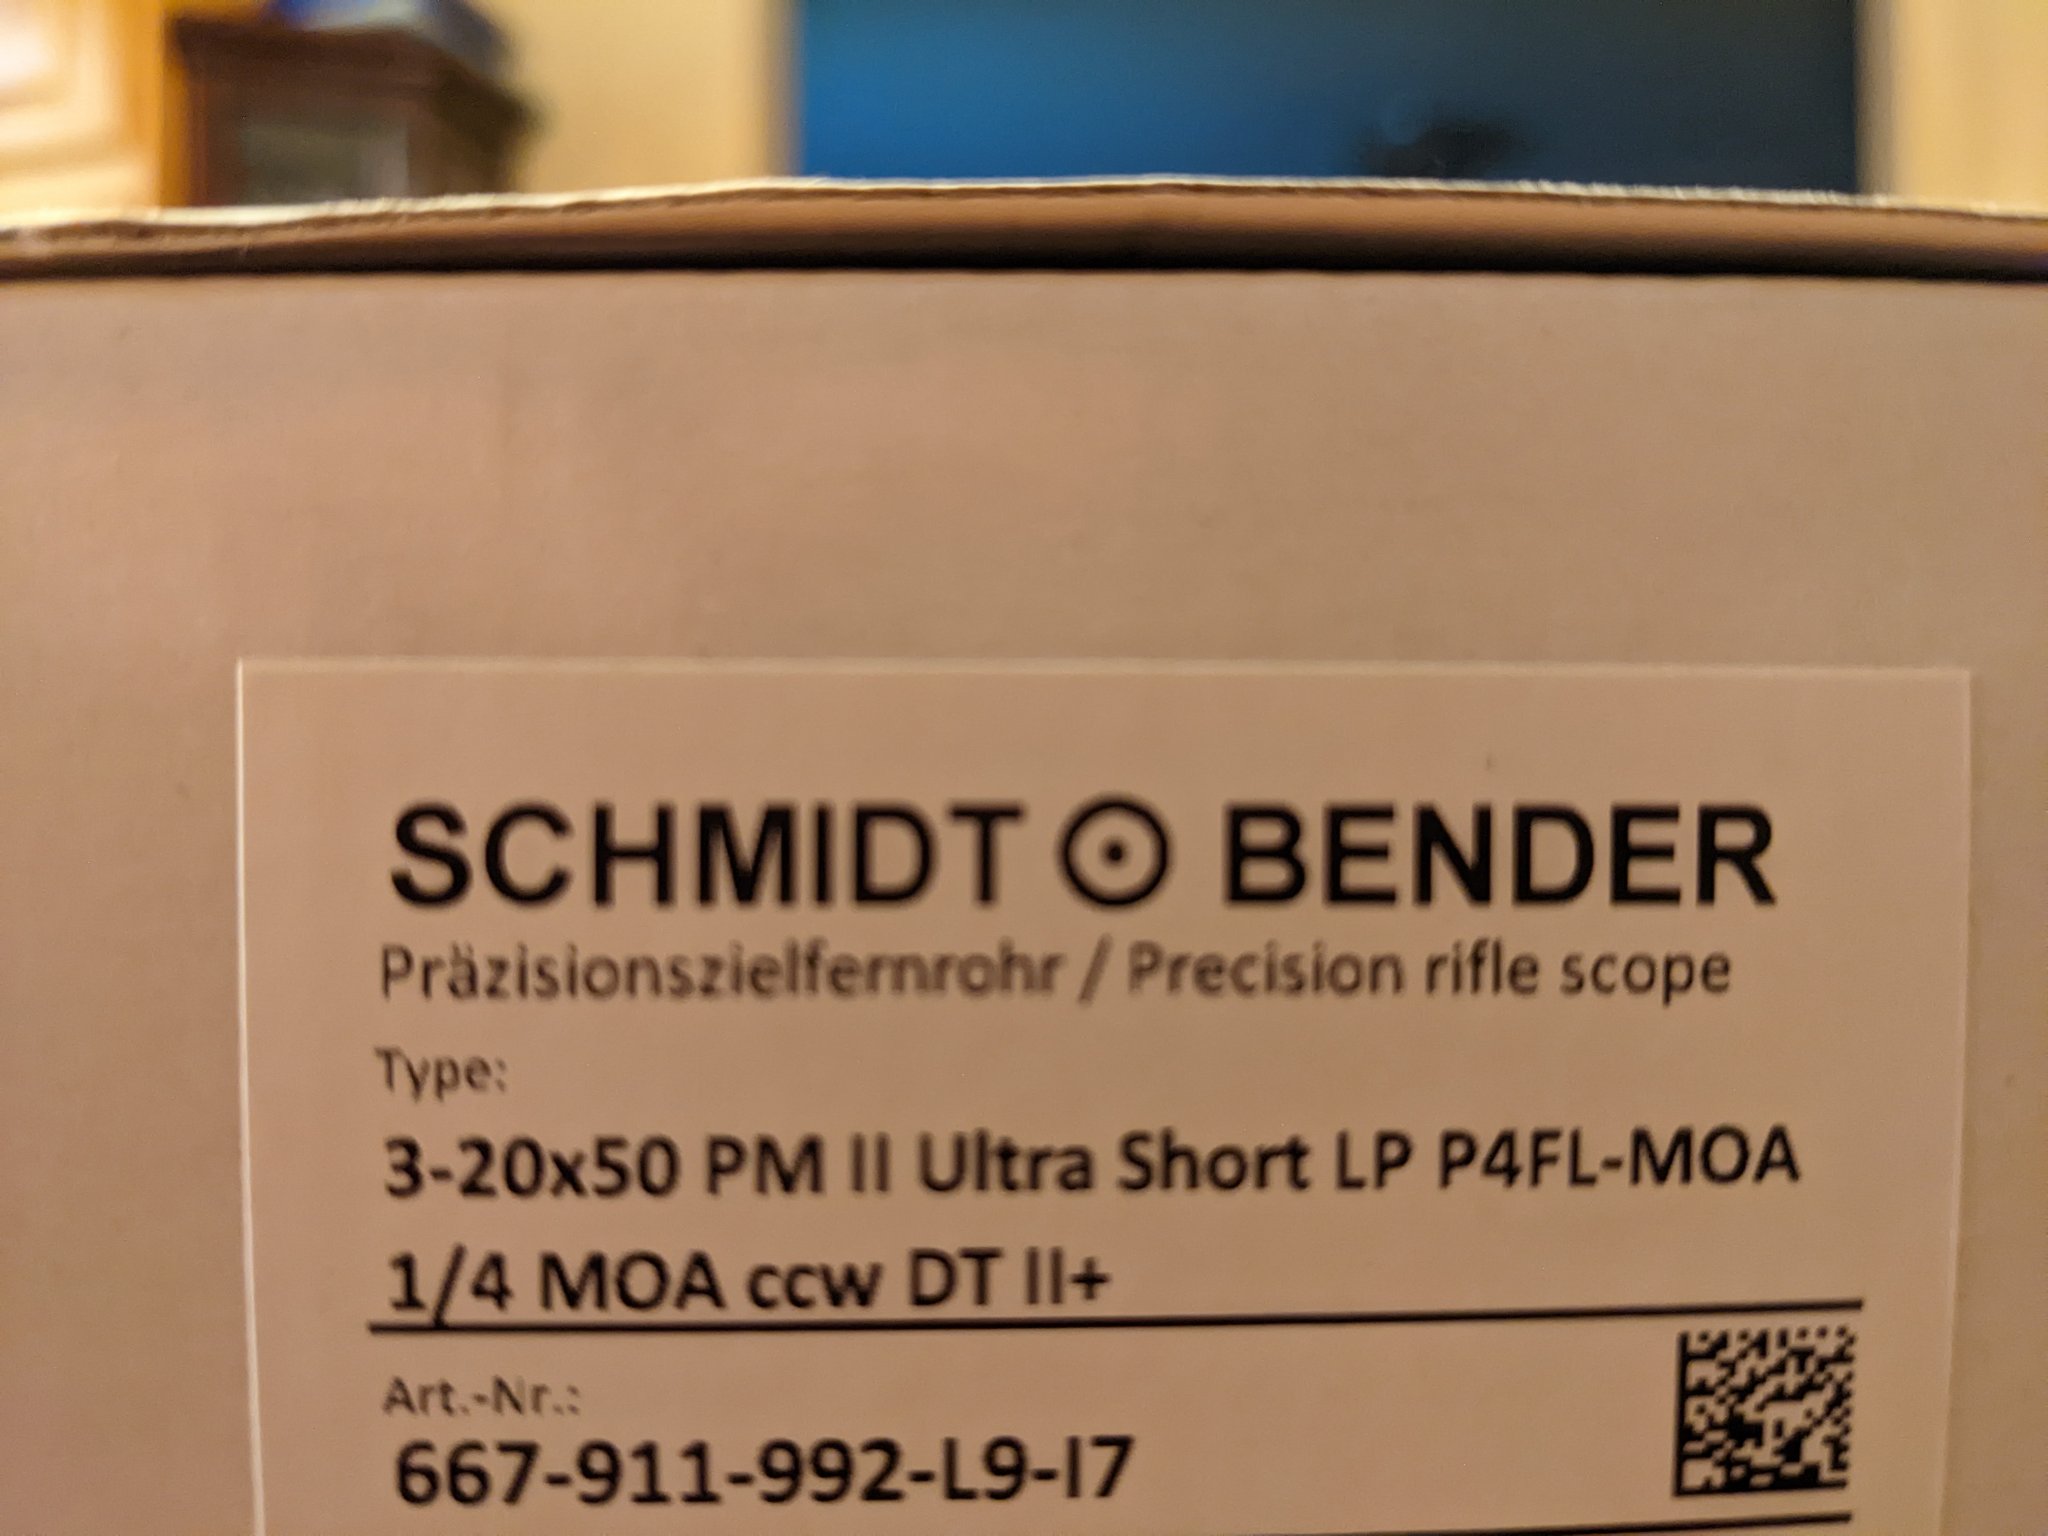 SCHMIDT BENDER
Präzisionszielfernrohr / Precision rifle scope
Type:
3-20x50 PM II Ultra Short LP P4FL-MOA
1/4 MOA ccw DT II+
Art.-Nr.:
667-911-992-L9-I7